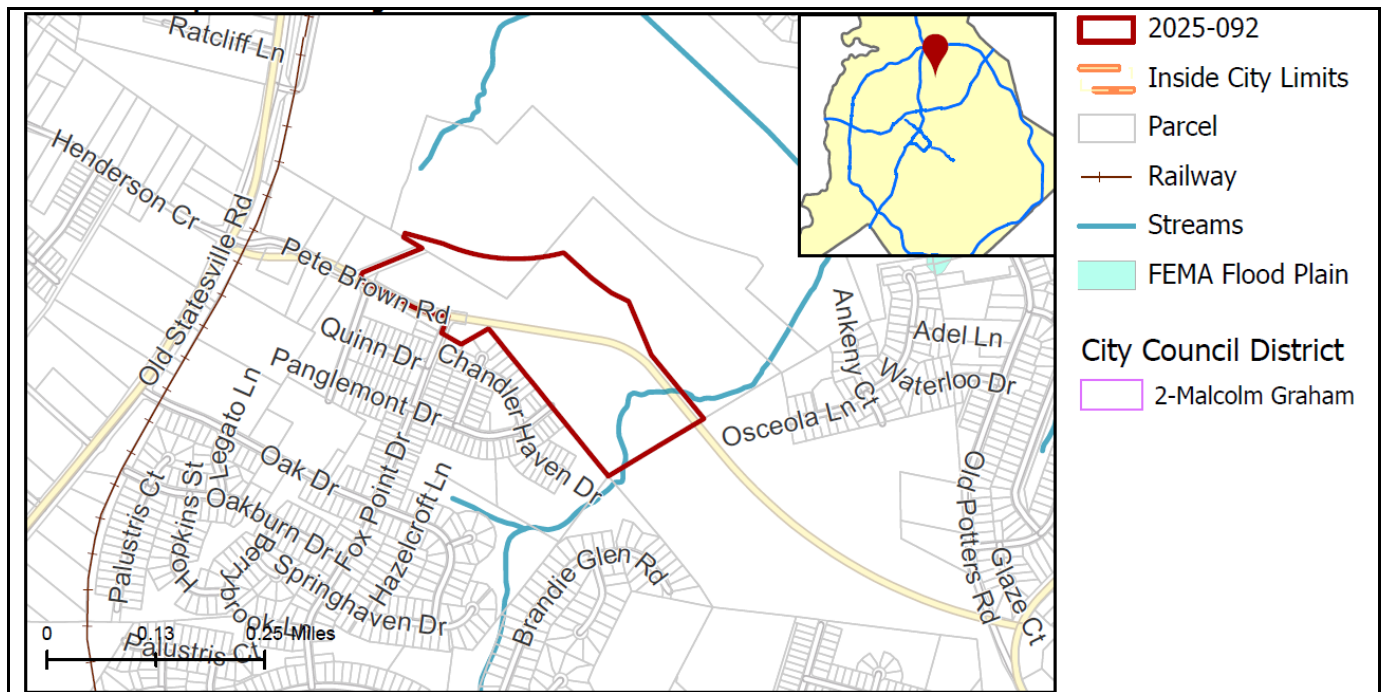 Ratcliff Ln
Henderson Cr
Old Statesville Rd
Pete Brown Rd
Quinn Dr
Panglemont Dr
Chandler Haven Dr
Legato Ln
Oak Dr
Fox Point Dr
Hazelcroft Ln
Palustris Ct
Hopkins St
Oakburn Dr
Berrybrook Ln
Springhaven Dr
Palustris Ct
Brandie Glen Rd
Ankeny Ct
Adel Ln
Waterloo Dr
Osceola Ln
Old Potters Rd
Glaze Ct
0 0.13 0.25 Miles
2025-092
Inside City Limits
Parcel
Railway
Streams
FEMA Flood Plain
City Council District
2-Malcolm Graham